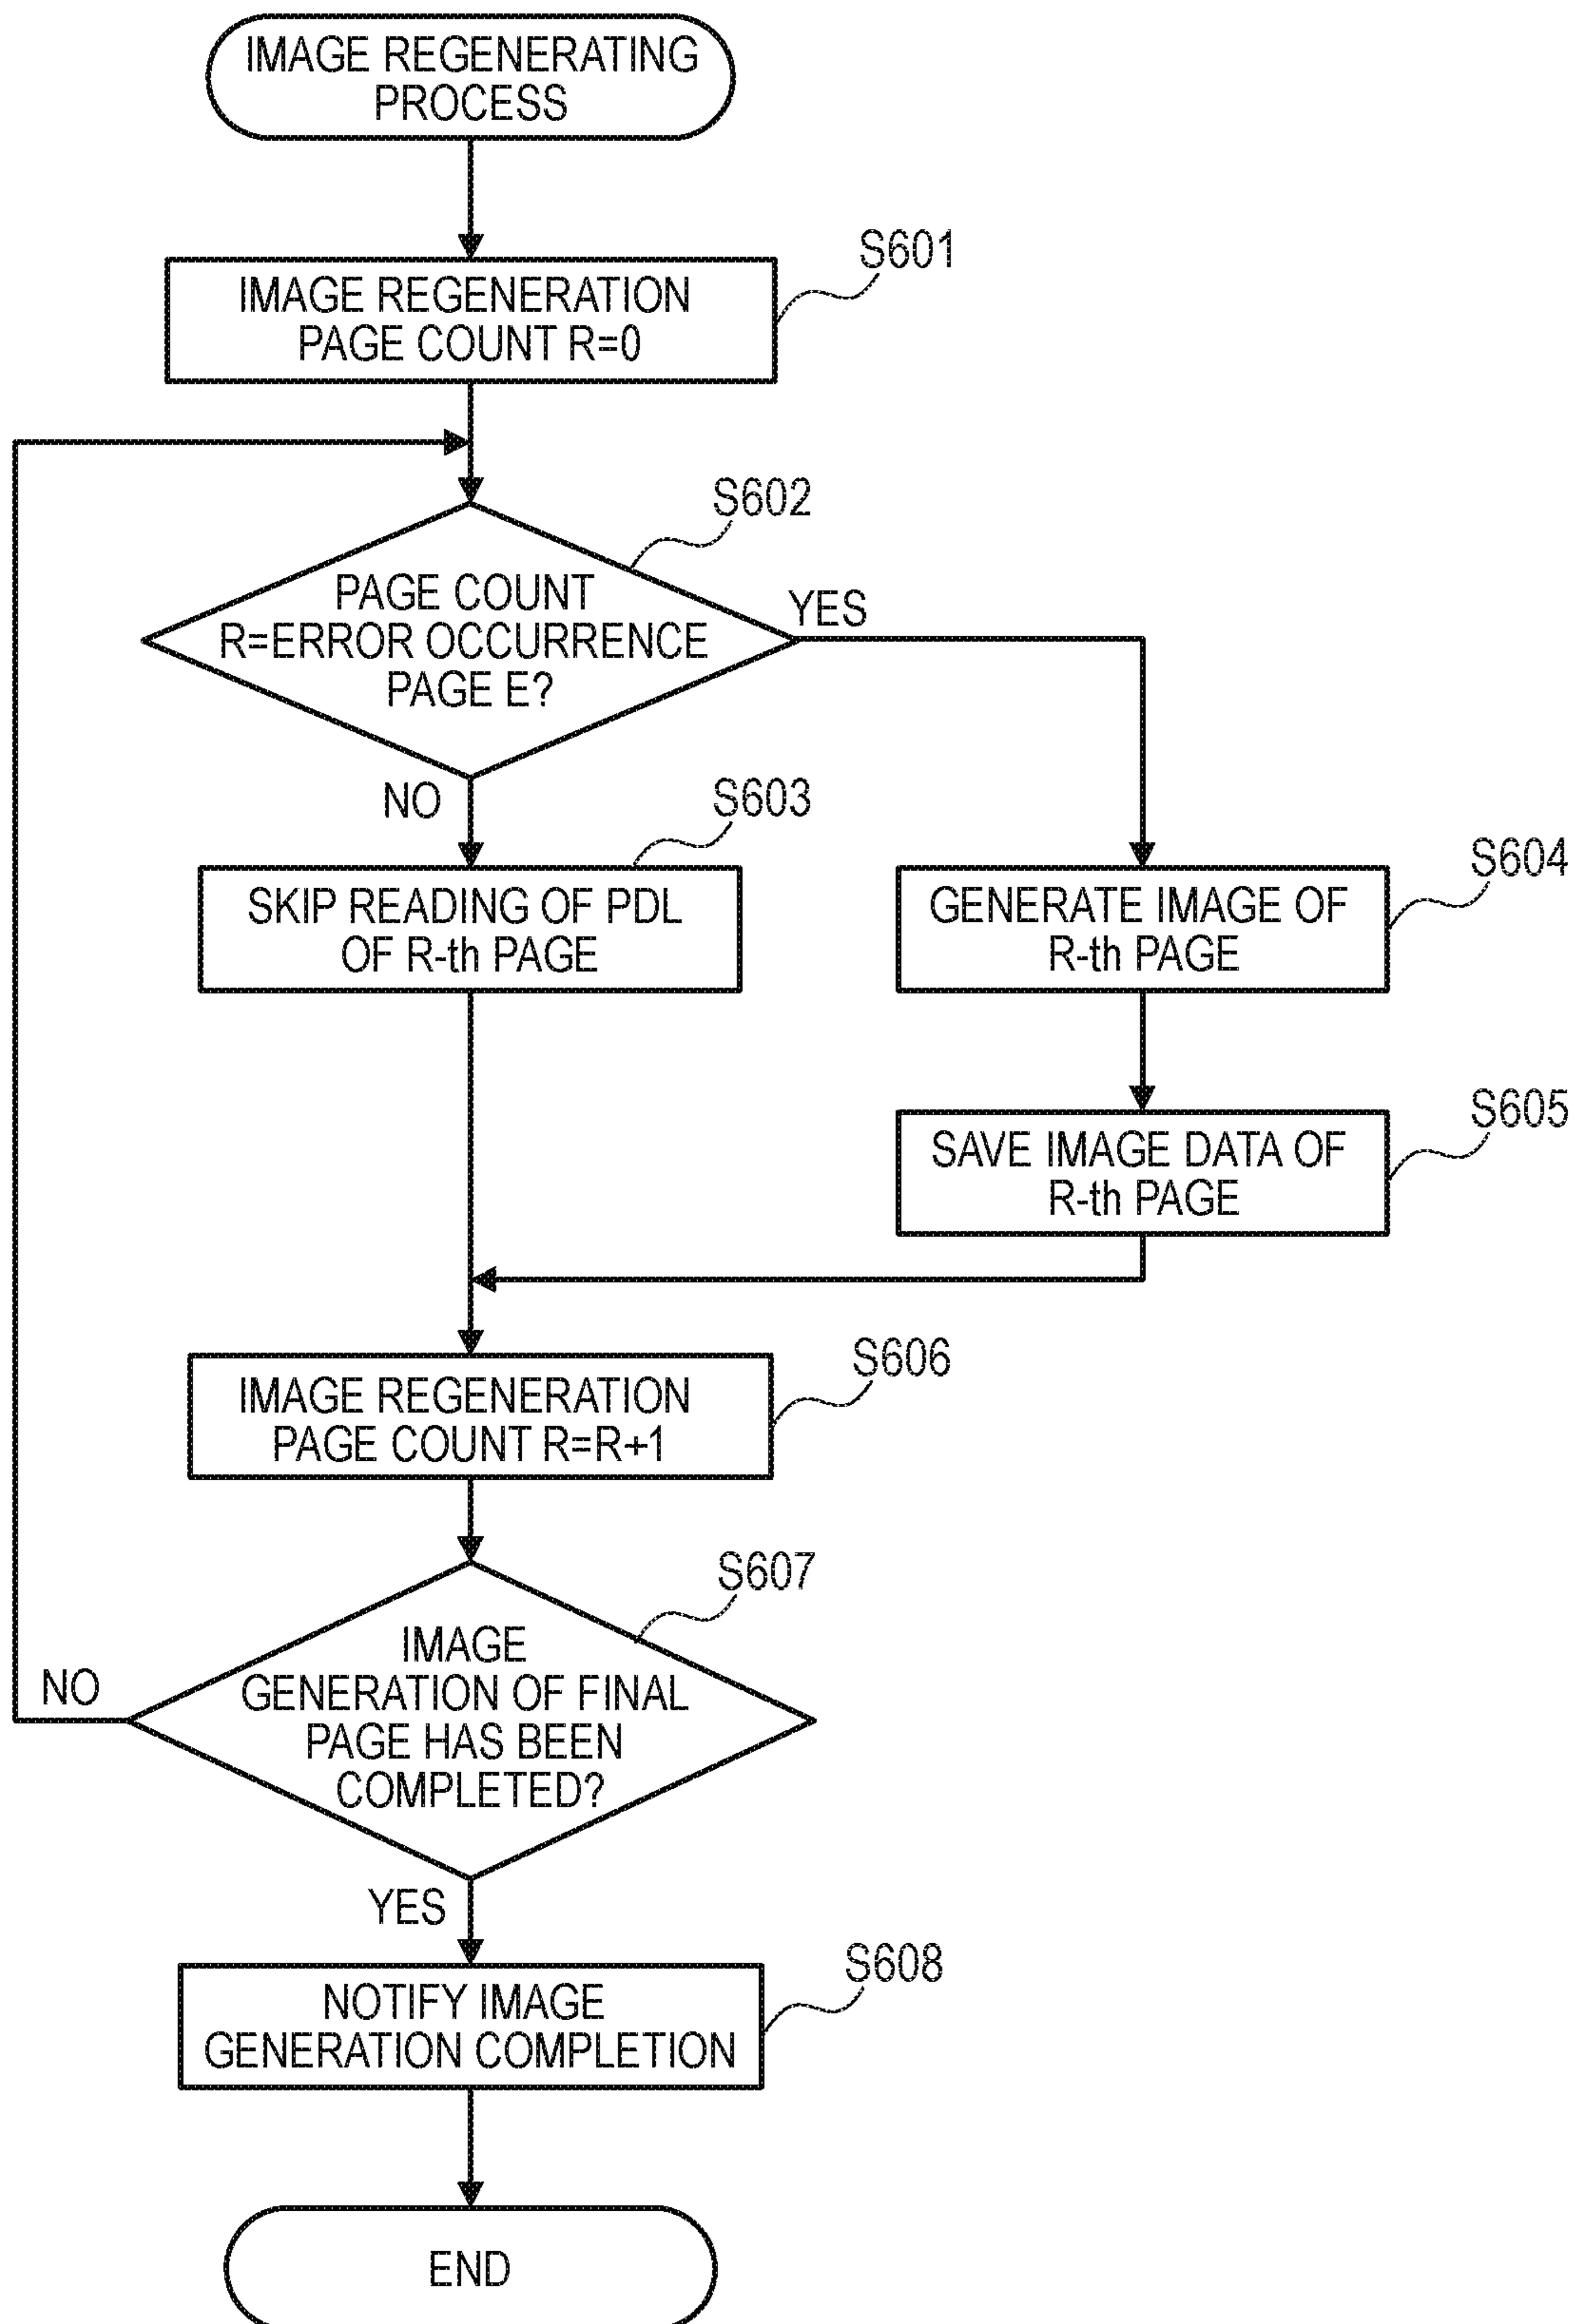 IMAGE REGENERATING
PROCESS
S601
IMAGE REGENERATION
PAGE COUNT R=0
S602
PAGE COUNT
R=ERROR OCCURRENCE
PAGE E?
YES
NO
S603
SKIP READING OF PDL
OF R-th PAGE
S604
GENERATE IMAGE OF
R-th PAGE
S605
SAVE IMAGE DATA OF
R-th PAGE
S606
IMAGE REGENERATION
PAGE COUNT R=R+1
S607
IMAGE
GENERATION OF FINAL
PAGE HAS BEEN
COMPLETED?
NO
YES
S608
NOTIFY IMAGE
GENERATION COMPLETION
END